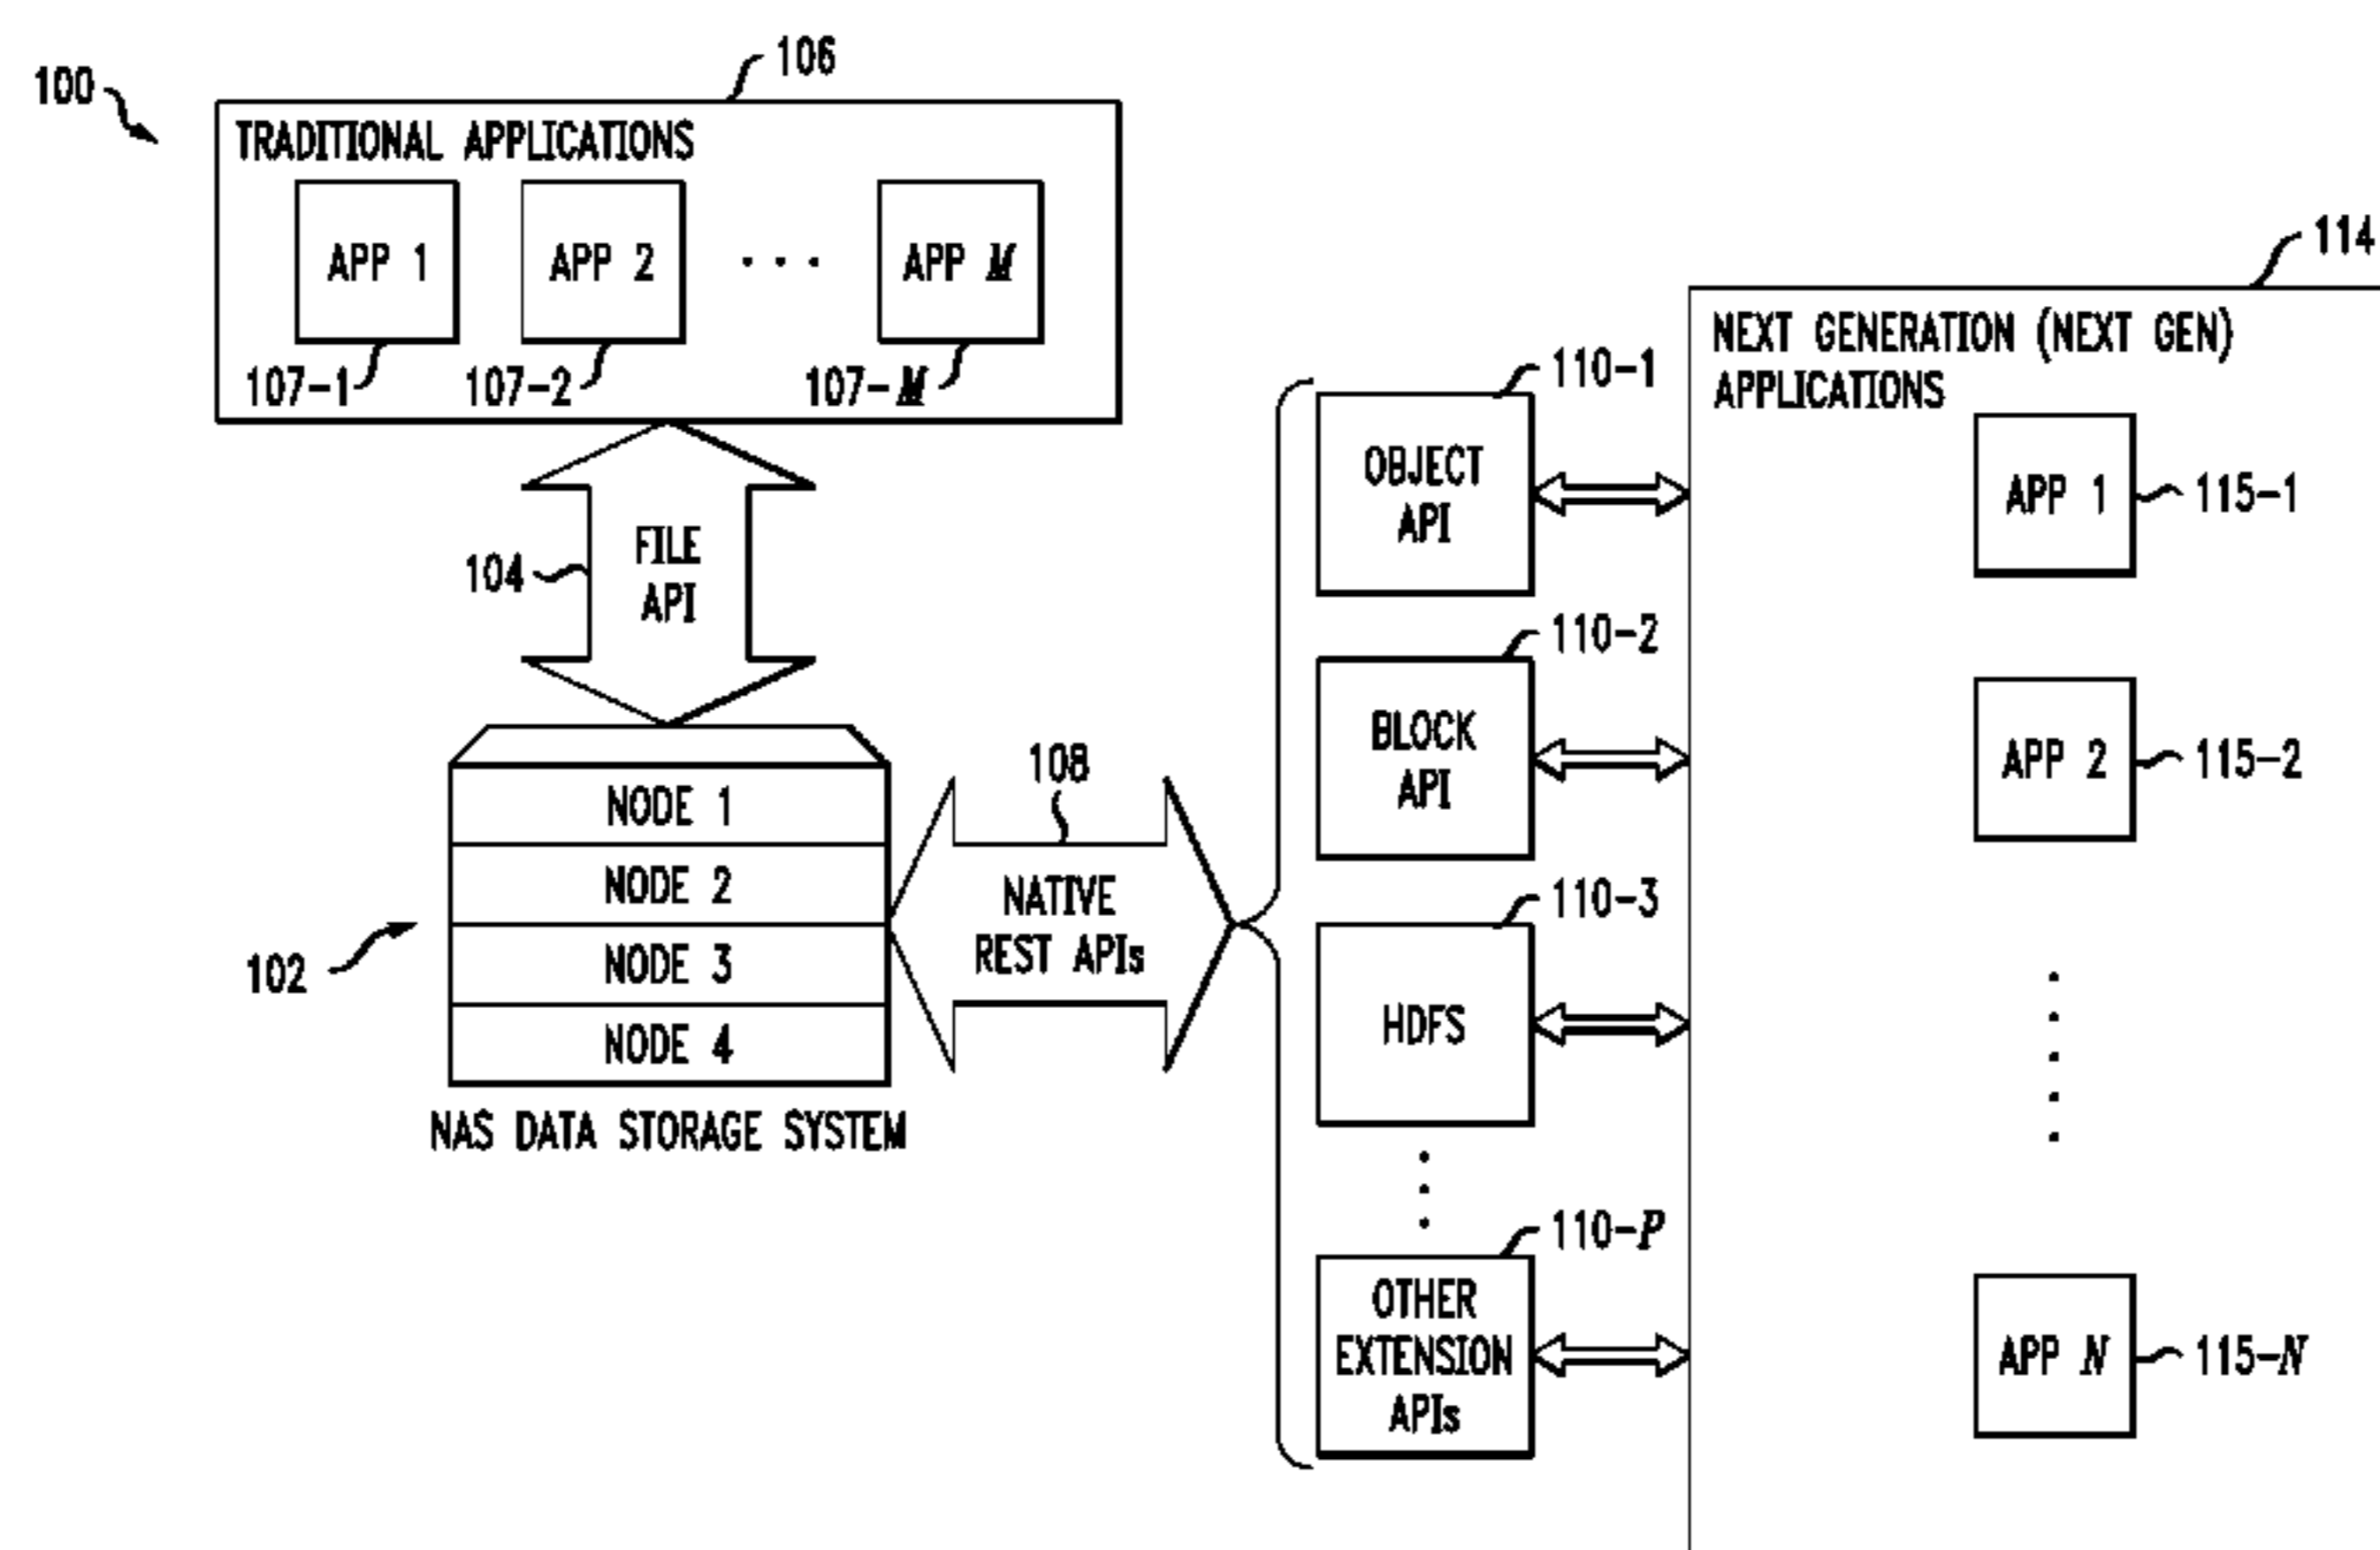 100
106
TRADITIONAL APPLICATIONS
APP 1
APP 2
. . .
APP M
107-1
107-2
107-M
104
FILE
API
NODE 1
NODE 2
NODE 3
NODE 4
102
NAS DATA STORAGE SYSTEM
108
NATIVE
REST APIs
110-1
OBJECT
API
110-2
BLOCK
API
110-3
HDFS
110-P
OTHER
EXTENSION
APIs
114
NEXT GENERATION (NEXT GEN)
APPLICATIONS
APP 1
115-1
APP 2
115-2
APP N
115-N